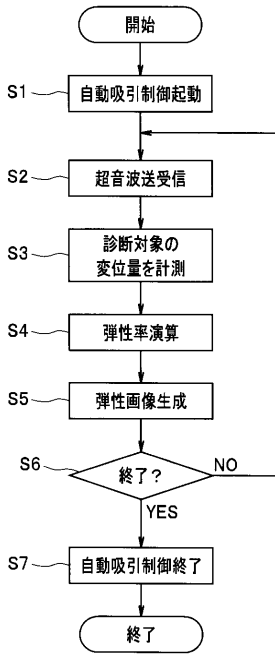 開始
S1 自動吸引制御起動
S2 超音波送受信
S3 診断対象の
変位量を計測
S4 弾性率演算
S5 弾性画像生成
S6 終了? NO
YES
S7 自動吸引制御終了
終了